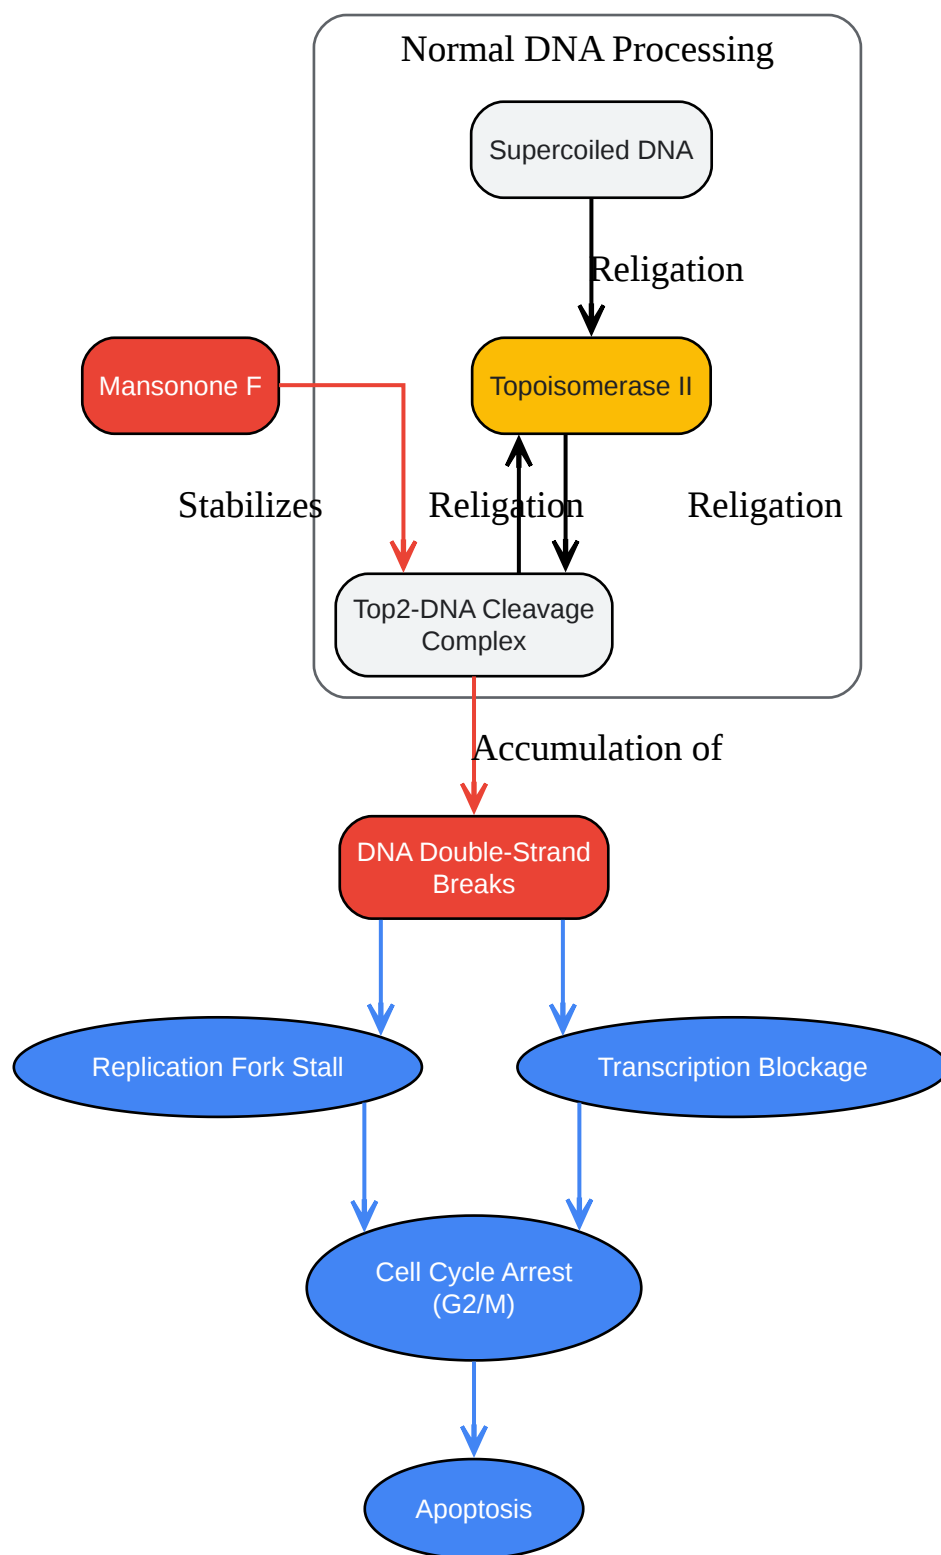 Normal DNA Processing
Supercoiled DNA
Religation
Mansonone F
Topoisomerase II
Stabilizes
Religation
Religation
Top2-DNA Cleavage
Complex
Accumulation of
DNA Double-Strand
Breaks
Replication Fork Stall
Transcription Blockage
Cell Cycle Arrest
(G2/M)
Apoptosis